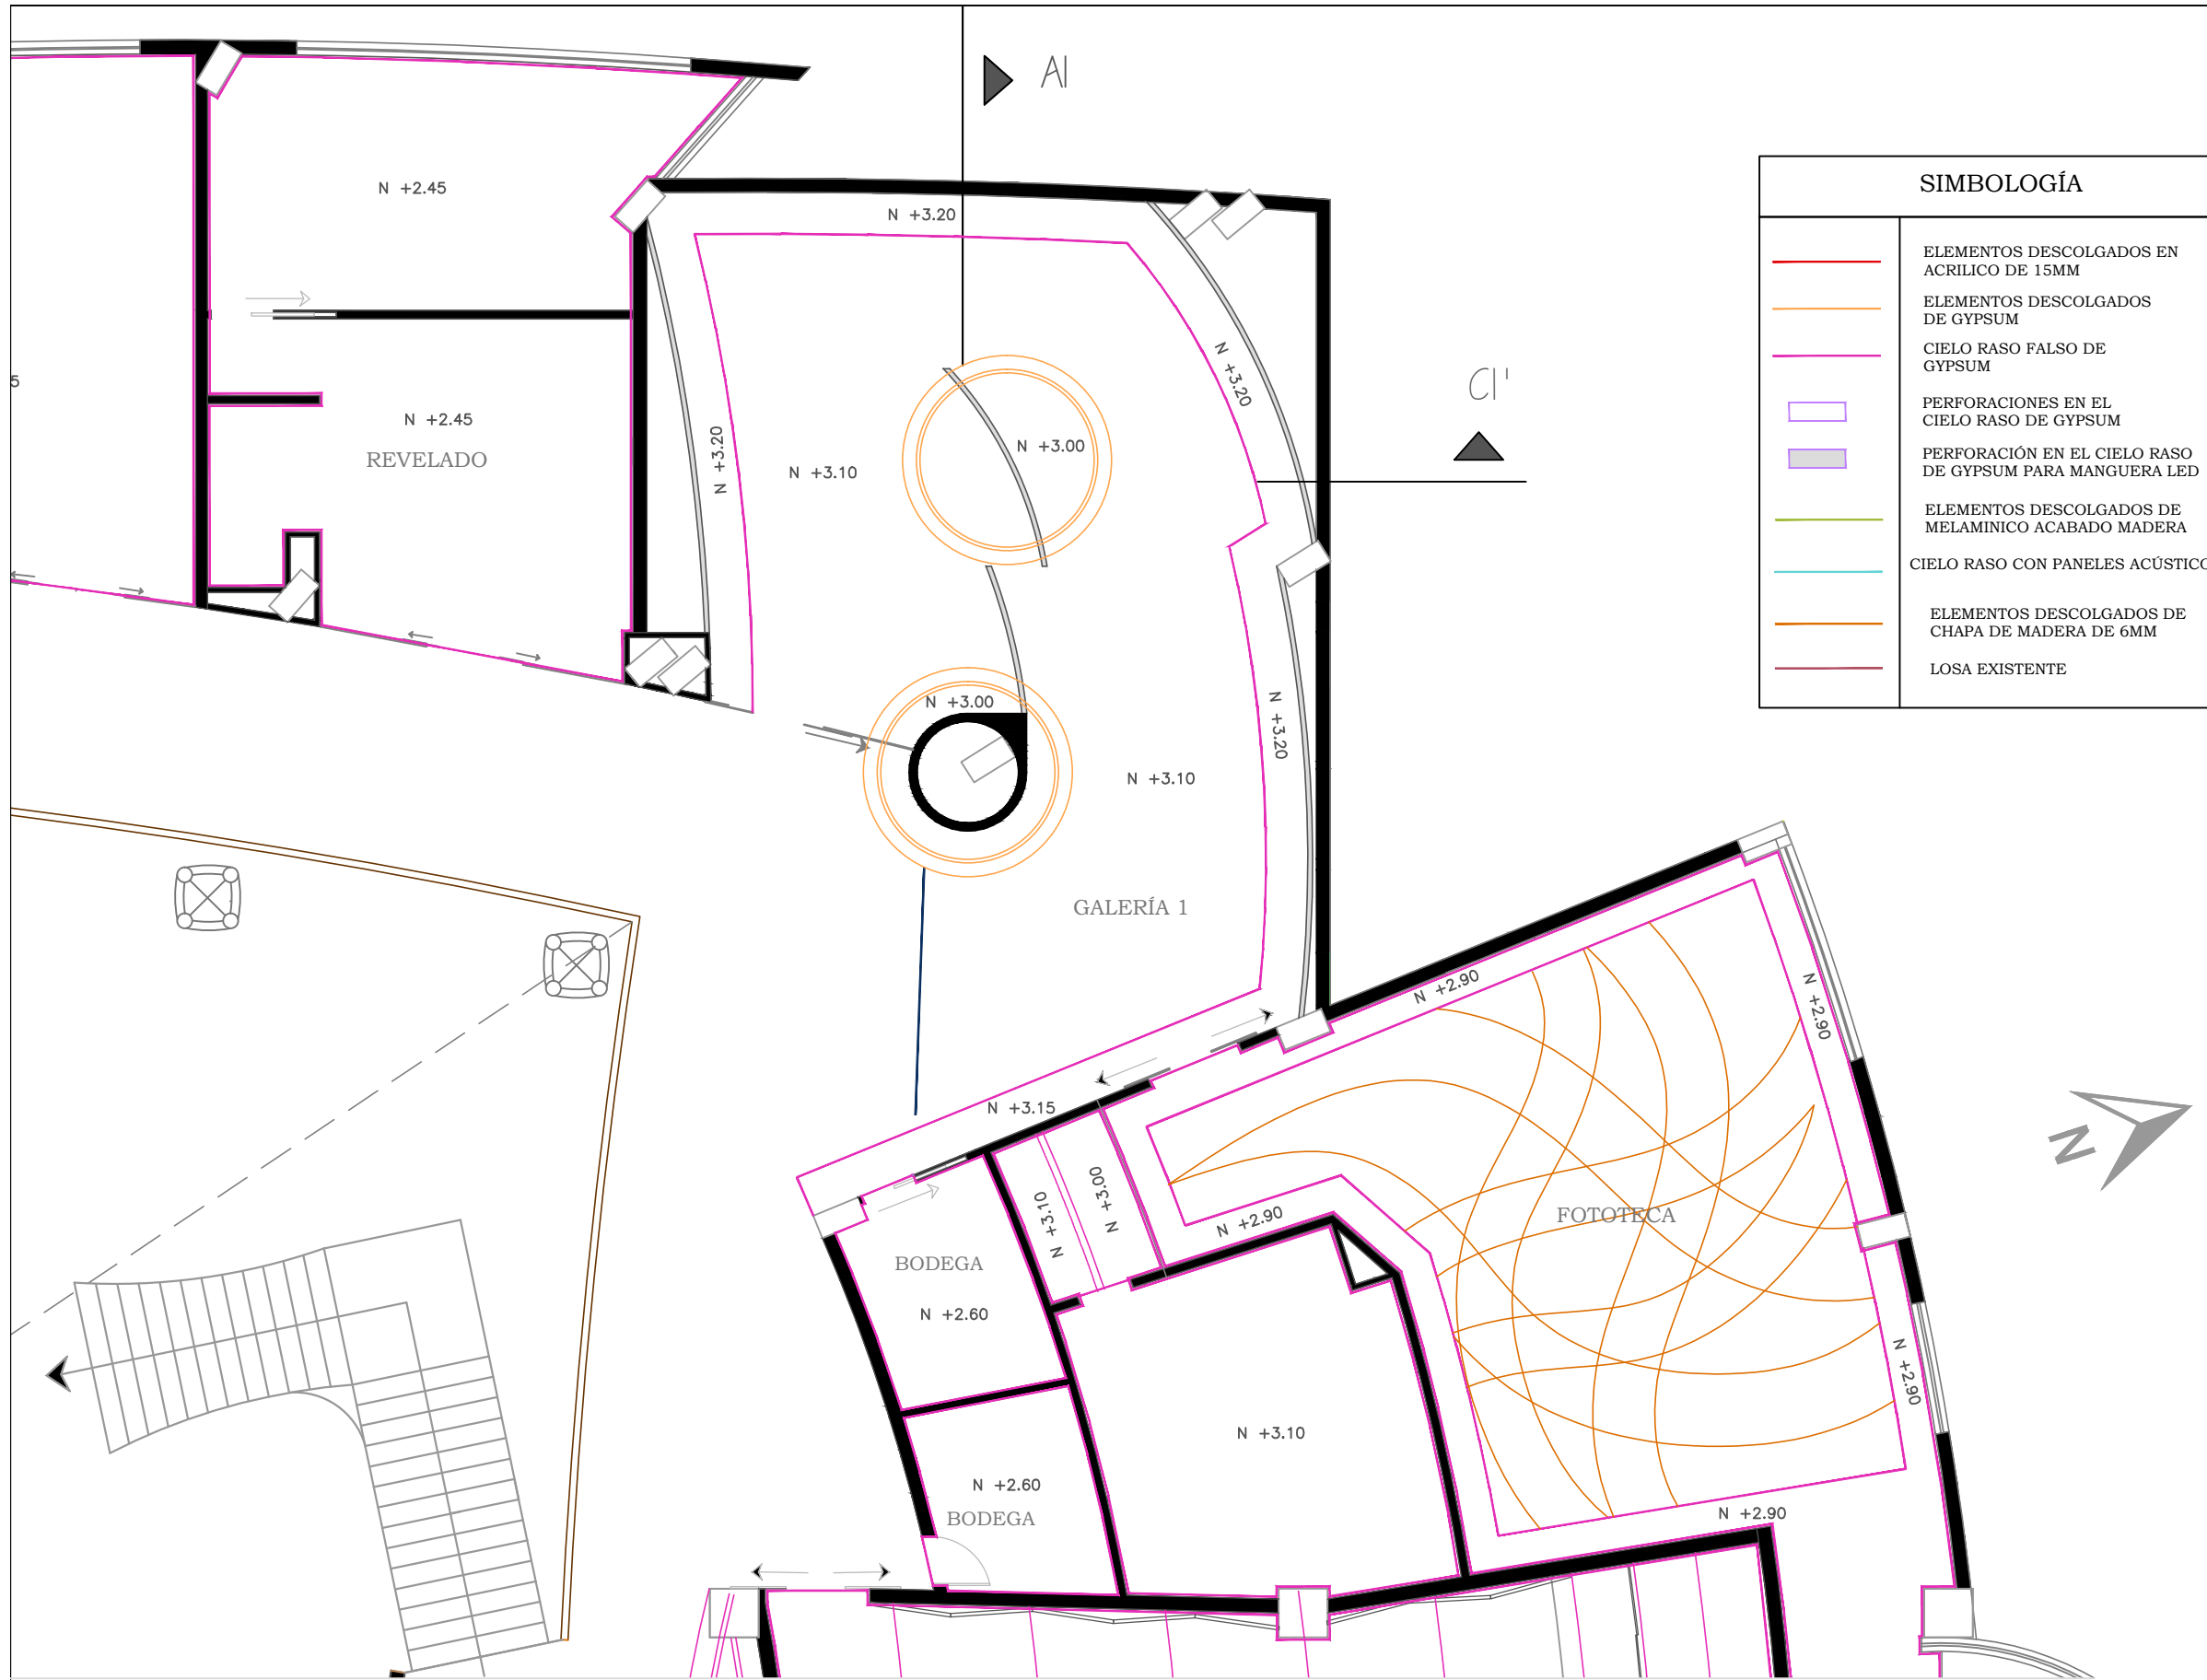 AI
SIMBOLOGÍA
ELEMENTOS DESCOLGADOS EN
ACRILICO DE 15MM
ELEMENTOS DESCOLGADOS
DE GYPSUM
CIELO RASO FALSO DE
GYPSUM
PERFORACIONES EN EL
CIELO RASO DE GYPSUM
PERFORACIÓN EN EL CIELO RASO
DE GYPSUM PARA MANGUERA LED
ELEMENTOS DESCOLGADOS DE
MELAMINICO ACABADO MADERA
CIELO RASO CON PANELES ACÚSTICO
ELEMENTOS DESCOLGADOS DE
CHAPA DE MADERA DE 6MM
LOSA EXISTENTE
N +2.45
N +3.20
N +3.20
CI'
5
N +2.45
REVELADO
N +3.20
N +3.10
N +3.00
N +3.00
N +3.20
N +3.10
GALERÍA 1
N +2.90
N +2.90
N +3.15
N +3.10
N +3.00
N +2.90
FOTOTECA
N
BODEGA
N +2.60
N +2.90
N +3.10
N +2.60
BODEGA
N +2.90